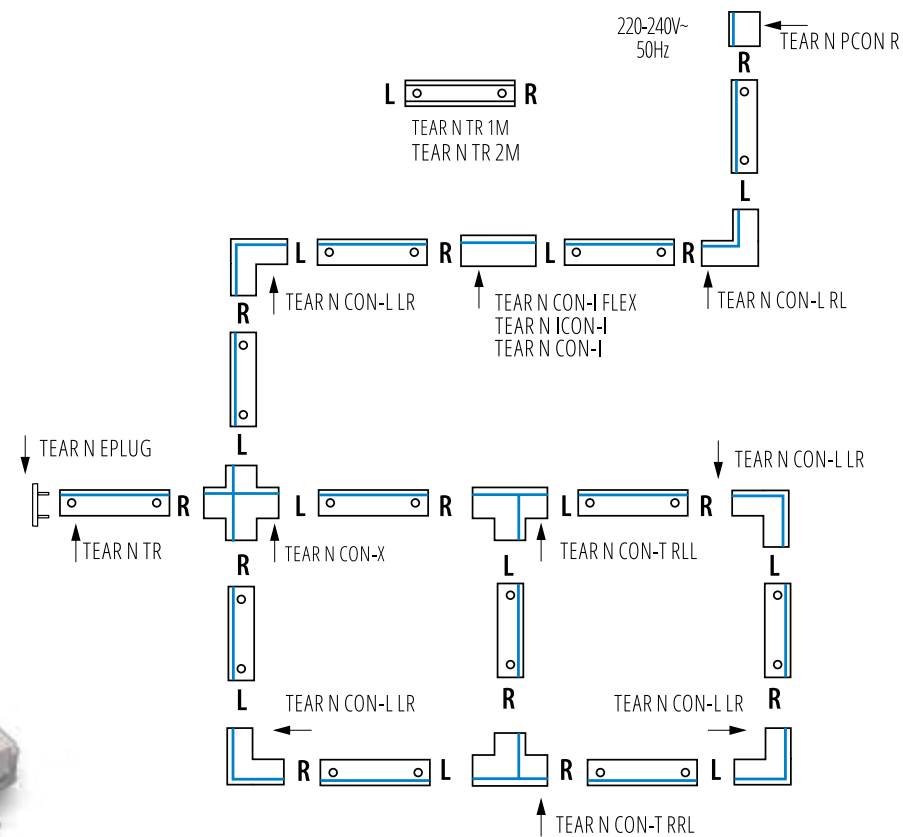 220-240V~
50Hz
TEAR N PCON R
R
L R
TEAR N TR 1M
TEAR N TR 2M
L
L R L R
TEAR N CON-L LR
TEAR N CON-I FLEX
TEAR N ICON-I
TEAR N CON-I
TEAR N CON-L RL
R
L
TEAR N EPLUG
TEAR N CON-L LR
R L R L R
TEAR N TR
TEAR N CON-X
TEAR N CON-T RLL
R L L
L R R
TEAR N CON-L LR
TEAR N CON-L LR
R L R L
TEAR N CON-T RRL